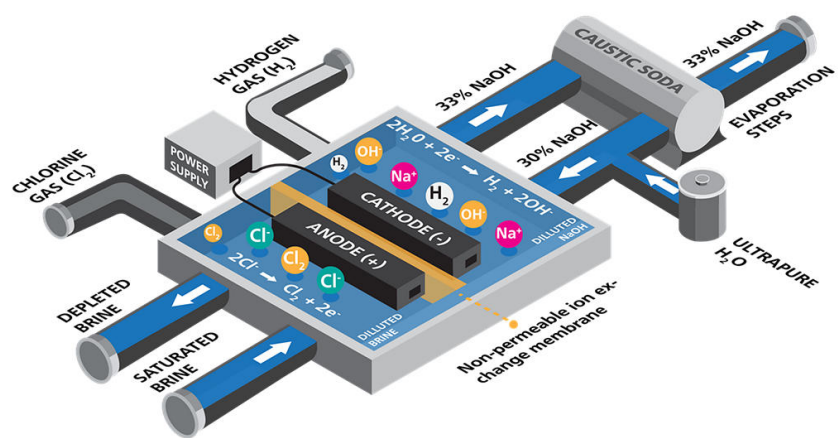 HYDROGEN
GAS (H₂)
POWER
SUPPLY
CHLORINE
GAS (Cl₂)
33% NaOH
CAUSTIC SODA
33% NaOH
EVAPORATION
STEPS
30% NaOH
ULTRAPURE
H₂O
2H₂O + 2e⁻ → H₂ + 2OH⁻
H₂
OH⁻
Na⁺
H₂
OH⁻
Na⁺
CATHODE (-)
DILLUTED
NaOH
ANODE (+)
Cl₂
Cl⁻
Cl₂
Cl⁻
2Cl⁻ → Cl₂ + 2e⁻
DILLUTED
BRINE
DEPLETED
BRINE
SATURATED
BRINE
Non-permeable ion ex-
change membrane